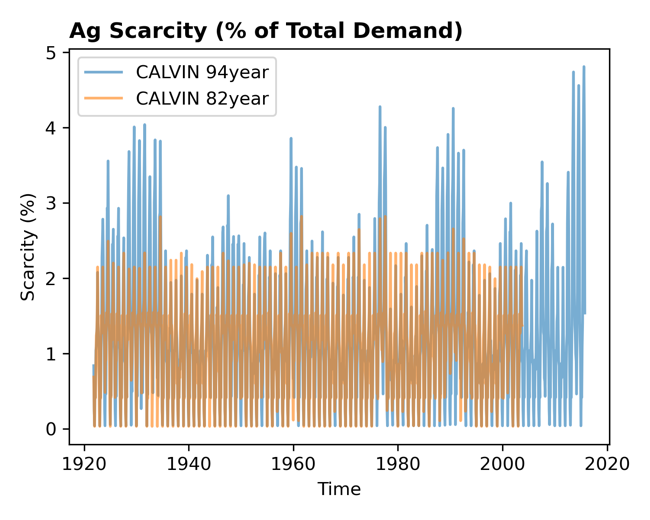 Ag Scarcity (% of Total Demand)
CALVIN 94year
CALVIN 82year
Scarcity (%)
5
4
3
2
1
0
1920 1940 1960 1980 2000 2020
Time